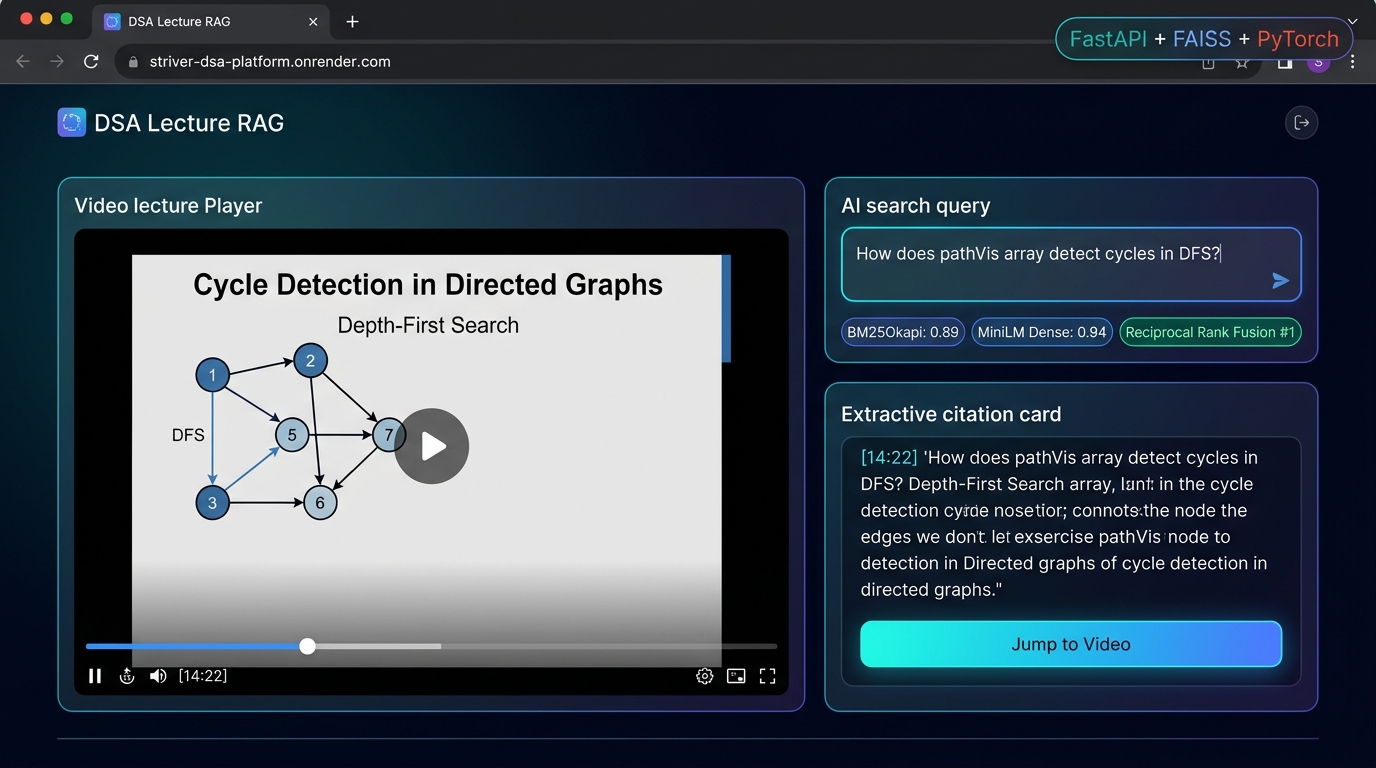 DSA Lecture RAG
striver-dsa-platform.onrender.com
FastAPI + FAISS + PyTorch
S
DSA Lecture RAG
Video lecture Player
Cycle Detection in Directed Graphs
Depth-First Search
1
2
DFS
5
7
3
6
[14:22]
AI search query
How does pathVis array detect cycles in DFS?
BM25Okapi: 0.89
MiniLM Dense: 0.94
Reciprocal Rank Fusion #1
Extractive citation card
[14:22] 'How does pathVis array detect cycles in
DFS? Depth-First Search array, in the cycle
detection connots the node the
edges we don't let exsercise pathVis node to
detection in Directed graphs of cycle detection in
directed graphs."
Jump to Video